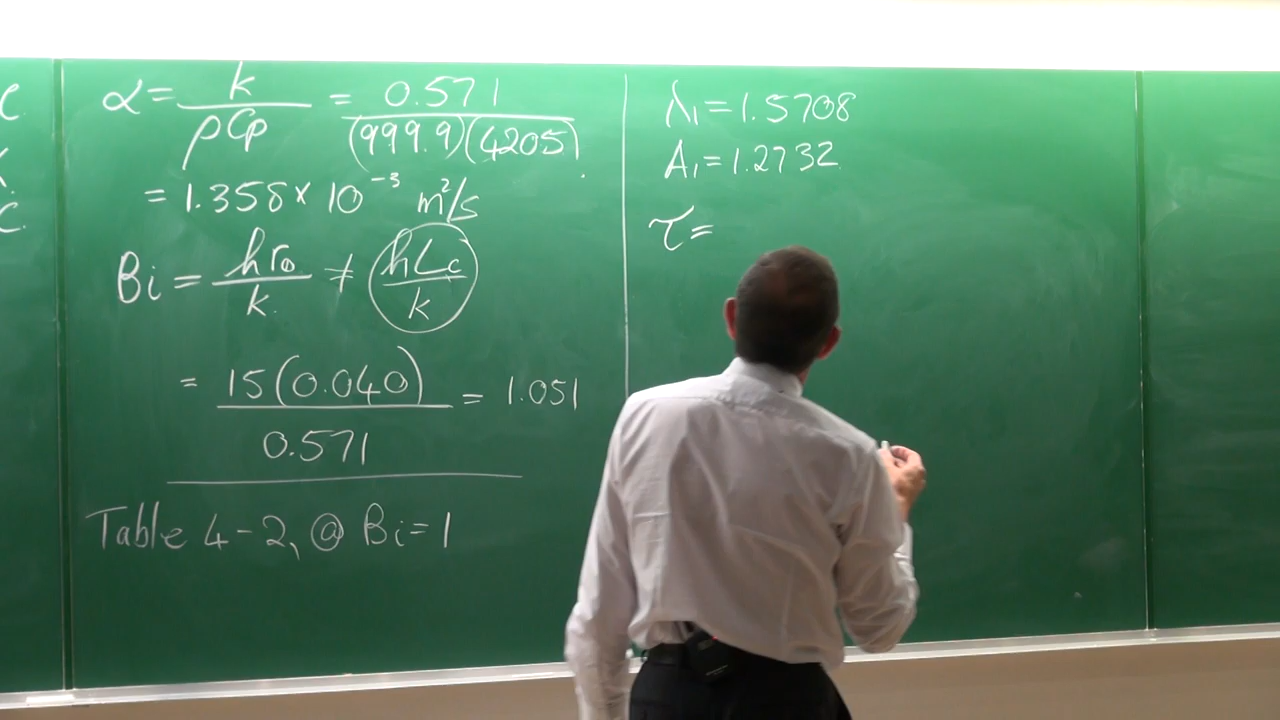 C
K.
C.
α = k / ρCp = 0.571 / (999.9)(4205)
= 1.358 × 10⁻³ m²/s
Bi = hr₀ / k. ≠ hLc / k
= 15(0.040) / 0.571 = 1.051
Table 4-2, @ Bi=1
λ₁=1.5708
A₁=1.2732
τ=